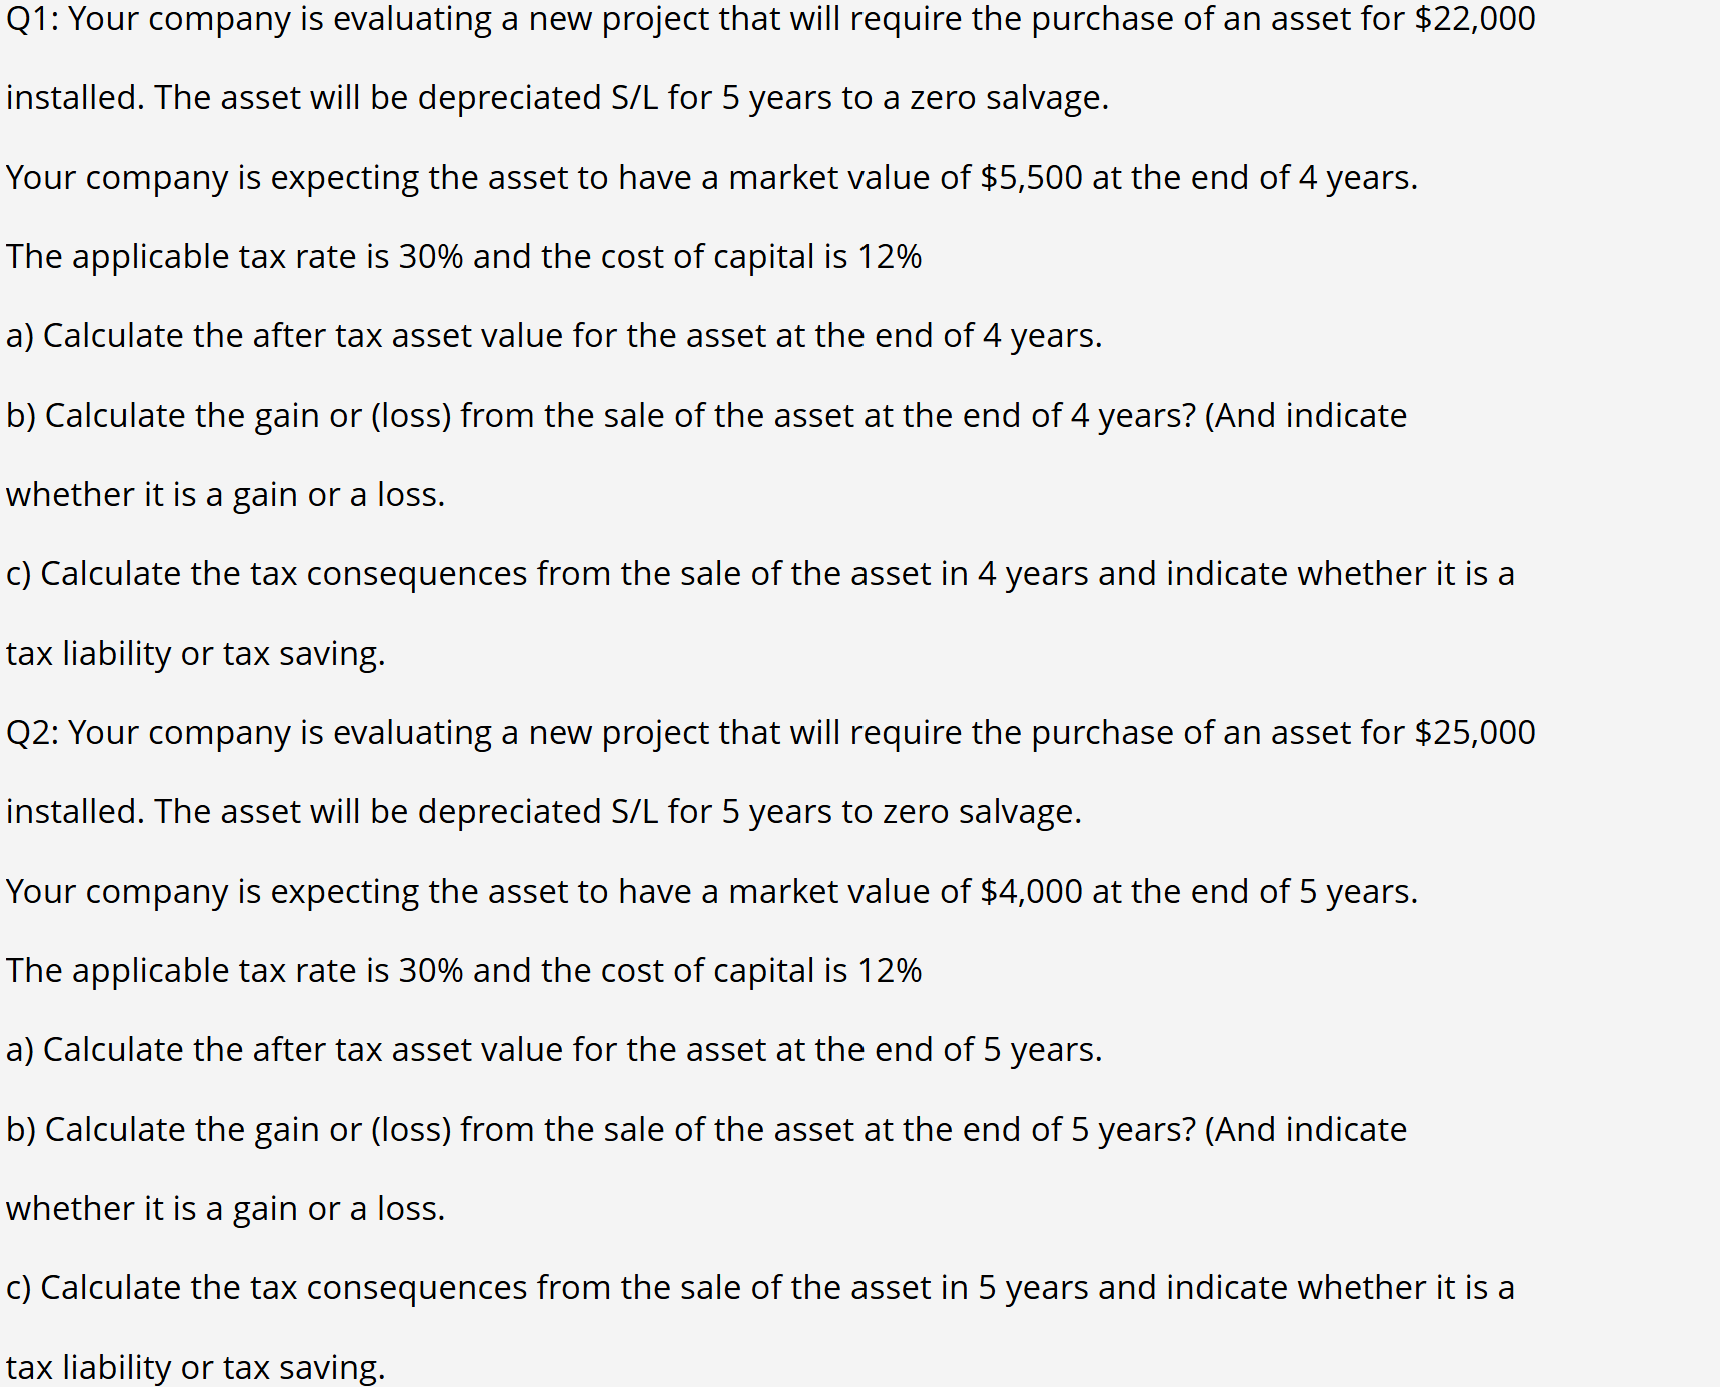 Q1: Your company is evaluating a new project that will require the purchase of an asset for $22,000
installed. The asset will be depreciated S/L for 5 years to a zero salvage.
Your company is expecting the asset to have a market value of $5,500 at the end of 4 years.
The applicable tax rate is 30% and the cost of capital is 12%
a) Calculate the after tax asset value for the asset at the end of 4 years.
b) Calculate the gain or (loss) from the sale of the asset at the end of 4 years? (And indicate
whether it is a gain or a loss.
c) Calculate the tax consequences from the sale of the asset in 4 years and indicate whether it is a
tax liability or tax saving.
Q2: Your company is evaluating a new project that will require the purchase of an asset for $25,000
installed. The asset will be depreciated S/L for 5 years to zero salvage.
Your company is expecting the asset to have a market value of $4,000 at the end of 5 years.
The applicable tax rate is 30% and the cost of capital is 12%
a) Calculate the after tax asset value for the asset at the end of 5 years.
b) Calculate the gain or (loss) from the sale of the asset at the end of 5 years? (And indicate
whether it is a gain or a loss.
c) Calculate the tax consequences from the sale of the asset in 5 years and indicate whether it is a
tax liability or tax saving.